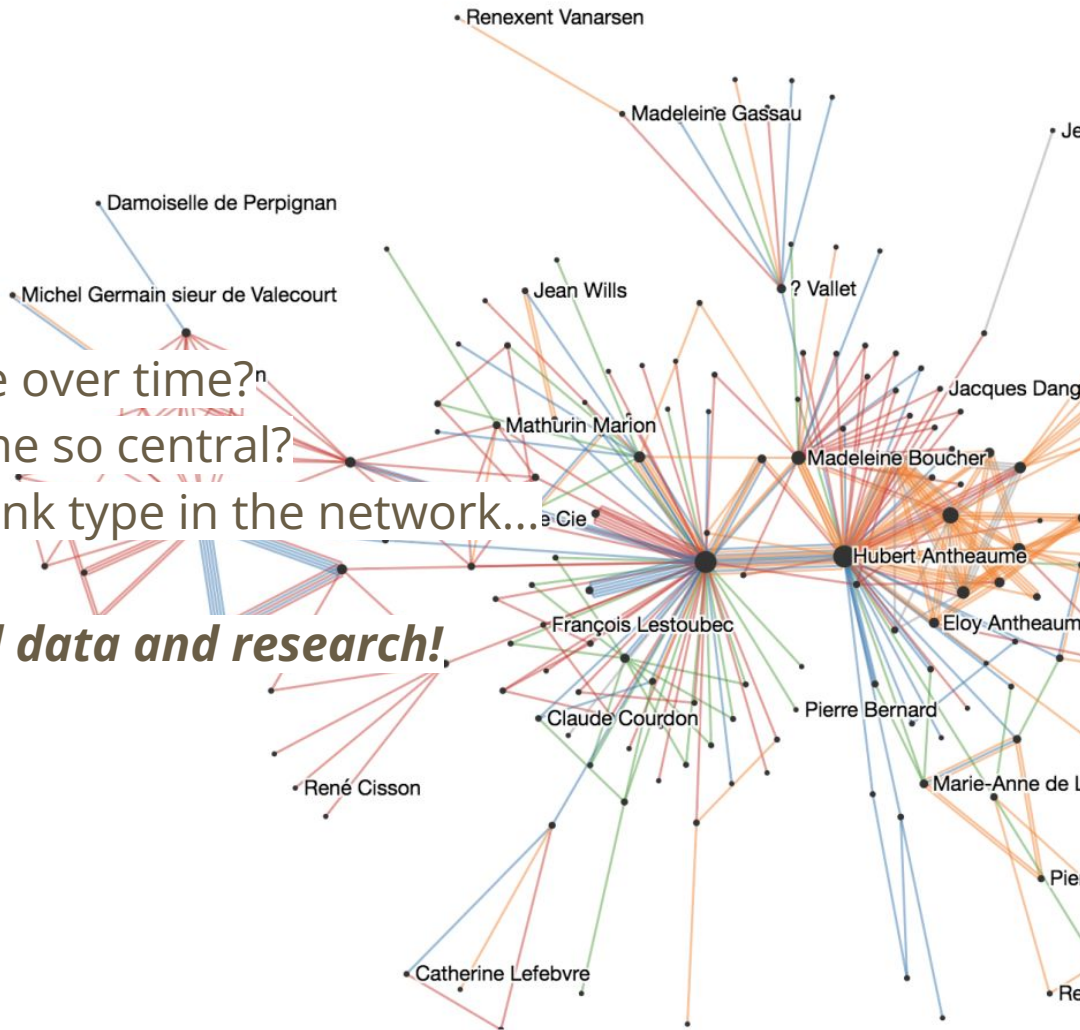 Renexent Vanarsen
Madeleine Gassau
Je
Damoiselle de Perpignan
Michel Germain sieur de Valecourt
Jean Wills
? Vallet
e over time?
n
Jacques Dang
Mathurin Marion
ne so central?
Madeleine Boucher
nk type in the network...
e Cie
Hubert Antheaume
François Lestoubec
Eloy Antheaum
l data and research!
Claude Courdon
Pierre Bernard
René Cisson
Marie-Anne de L
Pie
Catherine Lefebvre
Re